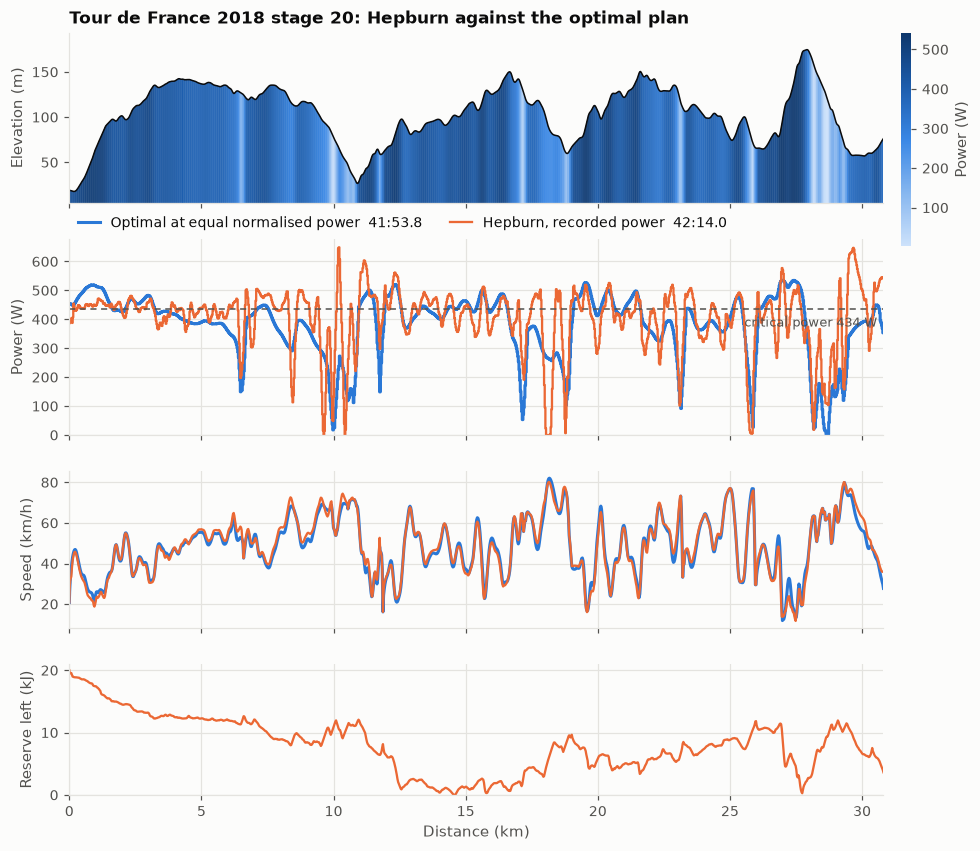 Tour de France 2018 stage 20: Hepburn against the optimal plan
Elevation (m)
150
100
50
500
400
300
200
100
Power (W)
Optimal at equal normalised power 41:53.8
Hepburn, recorded power 42:14.0
Power (W)
600
500
400
300
200
100
0
critical power 434 W
Speed (km/h)
80
60
40
20
Reserve left (kJ)
20
10
0
0 5 10 15 20 25 30
Distance (km)